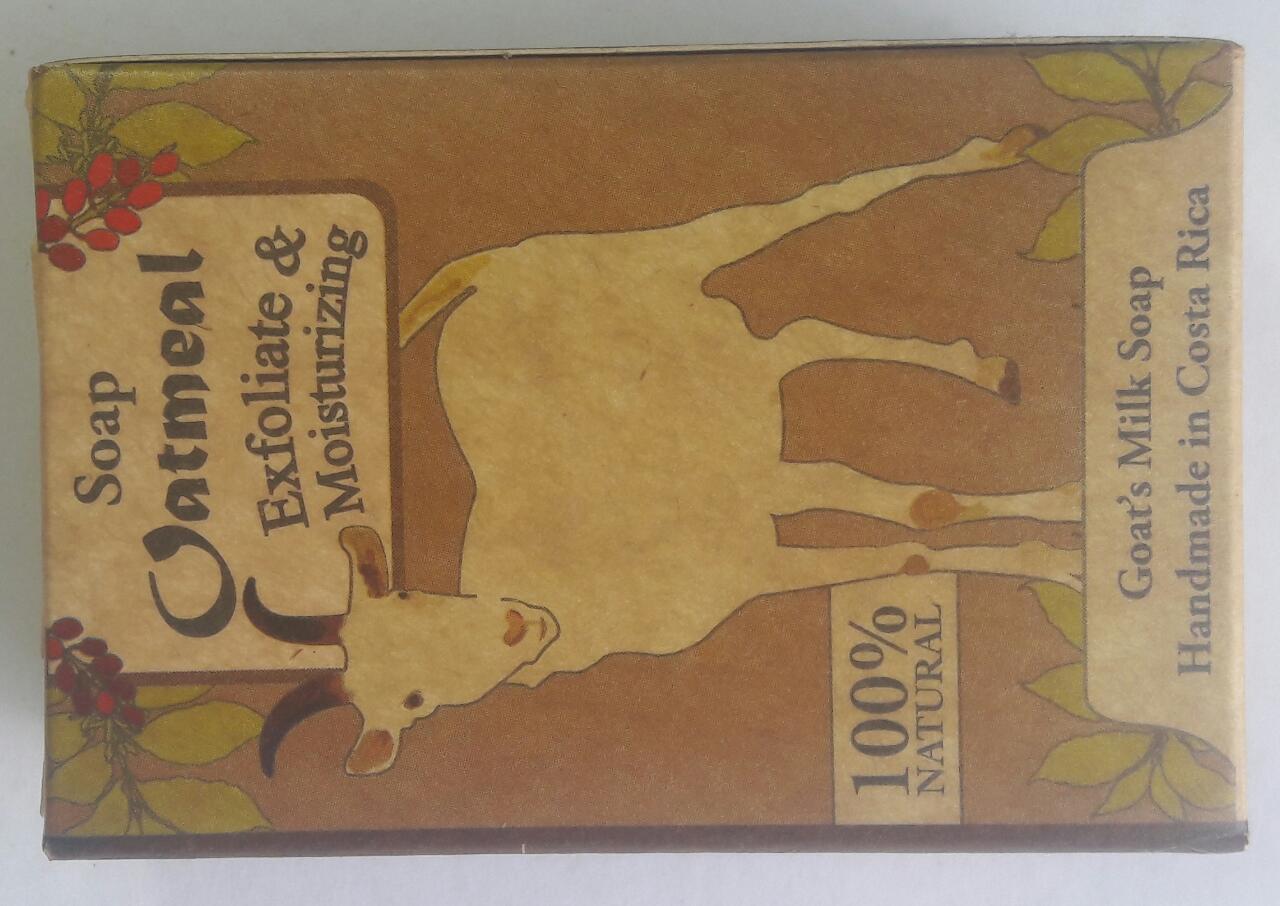 Soap
Oatmeal
Exfoliate &
Moisturizing
100%
NATURAL
Goat's Milk Soap
Handmade in Costa Rica